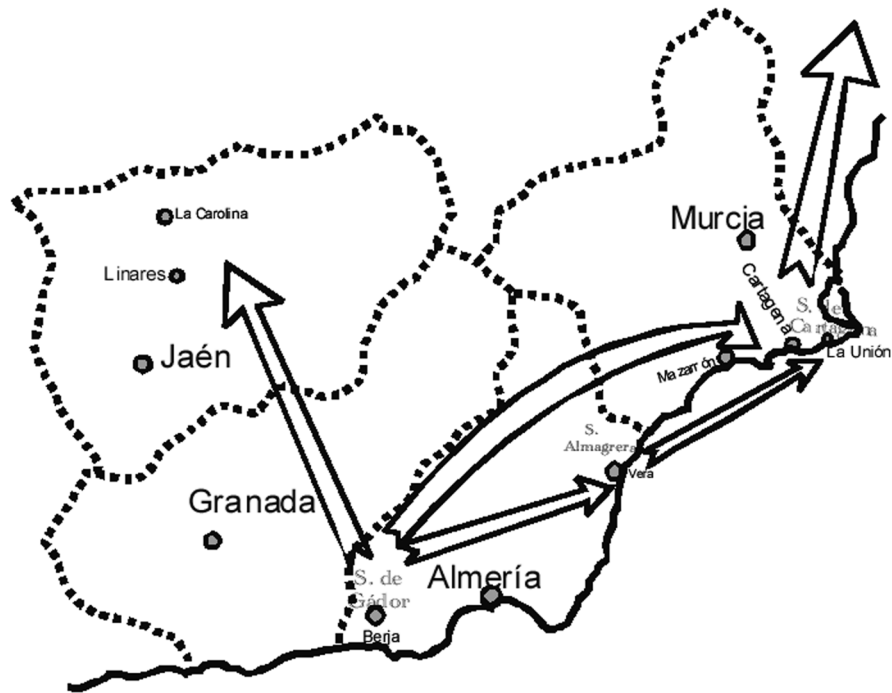 La Carolina
Murcia
Linares
Cartagena
S. de
Cartagena
Jaén
La Unión
Mazarrón
S.
Almagrera
Vera
Granada
S. de
Gádor
Almería
Berja